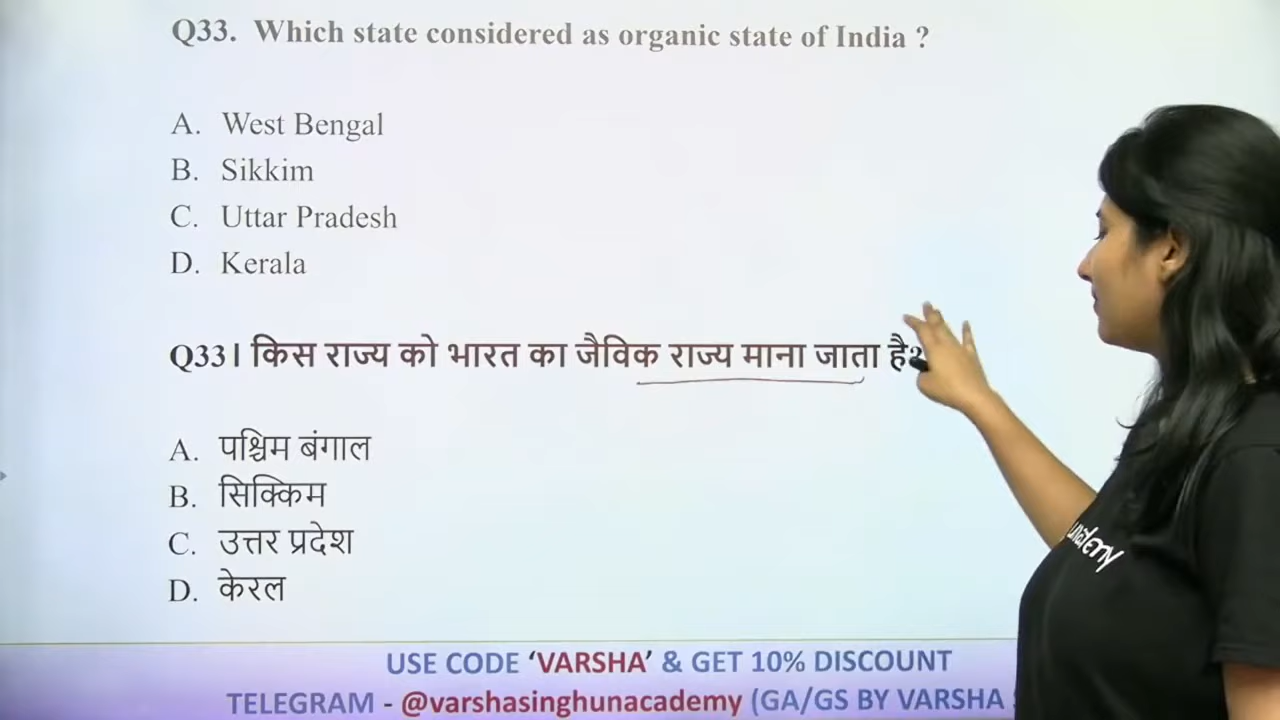 Q33. Which state considered as organic state of India ?
A. West Bengal
B. Sikkim
C. Uttar Pradesh
D. Kerala
Q33। किस राज्य को भारत का जैविक राज्य माना जाता है?
A. पश्चिम बंगाल
B. सिक्किम
C. उत्तर प्रदेश
D. केरल
unacademy
USE CODE ‘VARSHA’ & GET 10% DISCOUNT
TELEGRAM - @varshasinghunacademy (GA/GS BY VARSHA